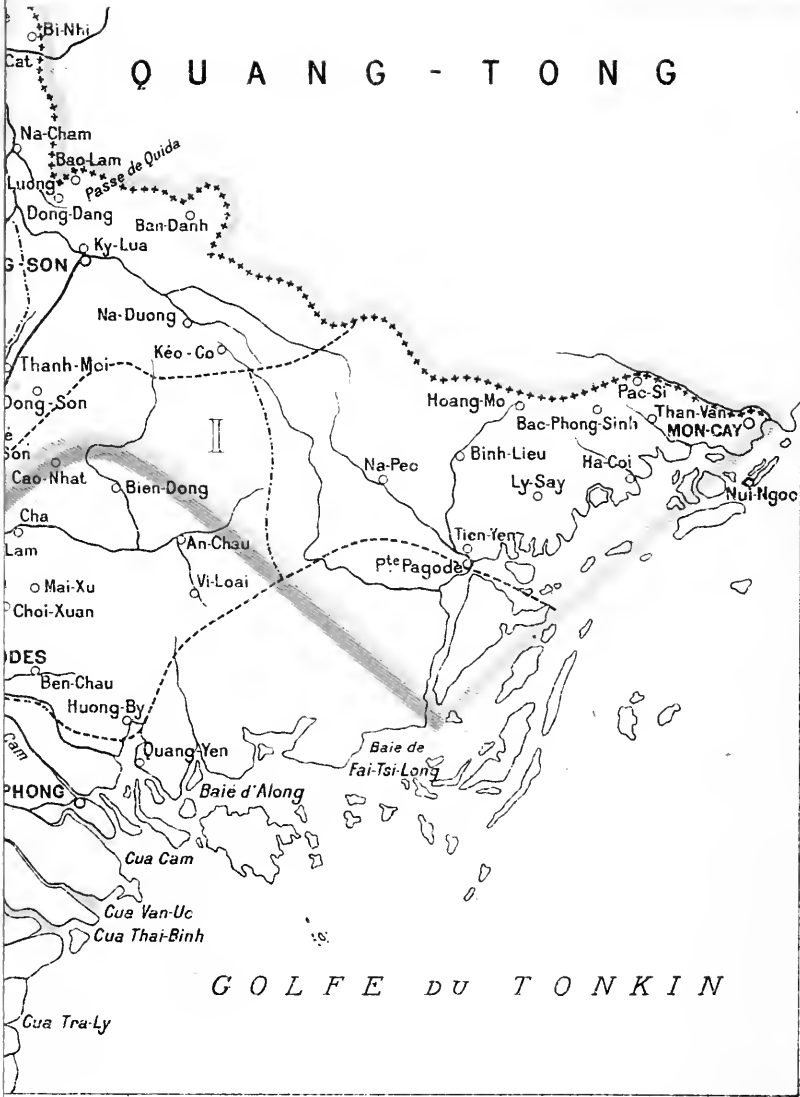 Bi-Nhi
Cat
QUANG-TONG
Na-Cham
Bao-Lam
Passe de Quida
Luong
Dong-Dang
Ban-Danh
Ky-Lua
G-SON
Na-Duong
Kéo-Co
Thanh-Moi
Dong-Son
Hoang-Mo
Pac-Si
Bac-Phong-Sinh
Than-Van
MON-CAY
II
Son
Cao-Nhat
Bien-Dong
Na-Peo
Binh-Lieu
Ha-Coi
Ly-Say
Nui-Ngoc
Cha
Lam
An-Chau
Tien-Yen
Pte Pagode
Mai-Xu
Vi-Loai
Choi-Xuan
ODES
Ben-Chau
Huong-By
Cam
Quang-Yen
Baie de
Fai-Tsi-Long
PHONG
Baie d'Along
Cua Cam
Cua Van-Uc
Cua Thai-Binh
GOLFE DU TONKIN
Cua Tra-Ly